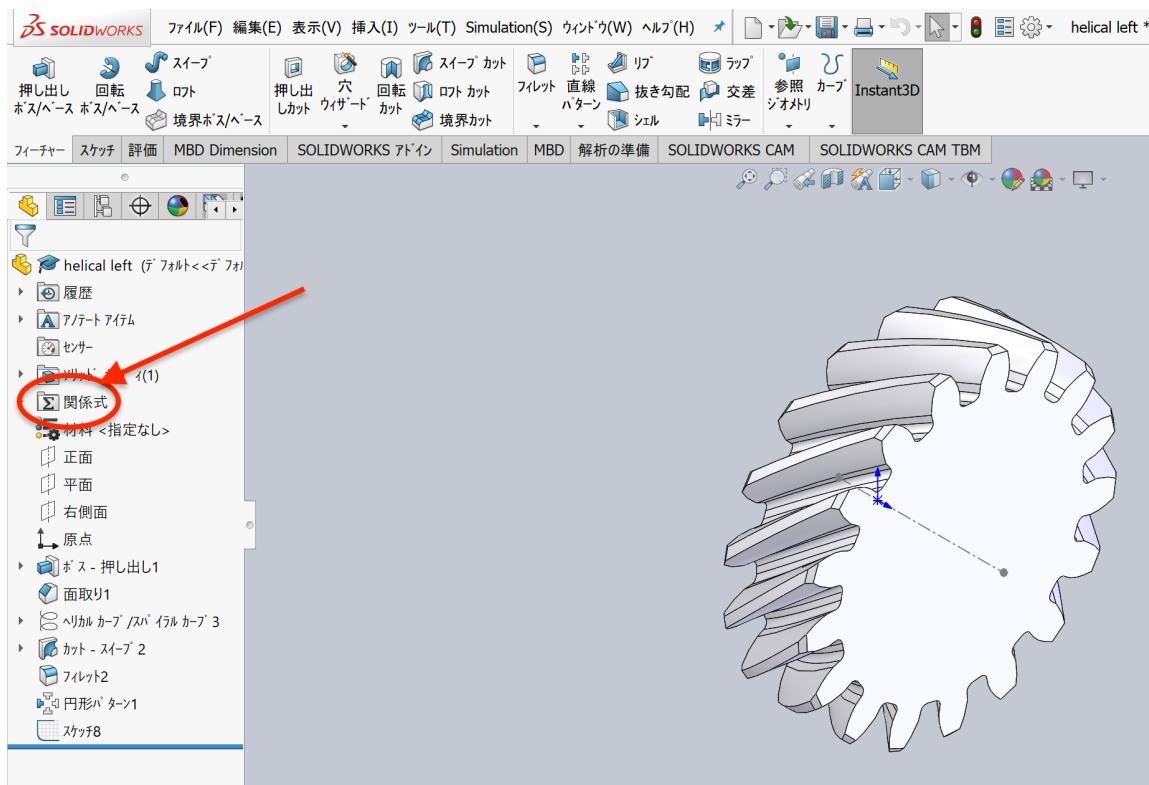 SOLIDWORKS ファイル(F) 編集(E) 表示(V) 挿入(I) ツール(T) Simulation(S) ウィンドウ(W) ヘルプ(H) helical left *
押し出し ボス/ベース
回転 ボス/ベース
スイープ
ロフト
境界ボス/ベース
押し出しカット
穴ウィザード
回転カット
スイープ カット
ロフト カット
境界カット
フィレット
直線パターン
リブ
抜き勾配
シェル
ラップ
交差
ミラー
参照ジオメトリ
カーブ
Instant3D
フィーチャー スケッチ 評価 MBD Dimension SOLIDWORKS アドイン Simulation MBD 解析の準備 SOLIDWORKS CAM SOLIDWORKS CAM TBM
helical left (デフォルト<<デフォル
履歴
アノテート アイテム
センサー
(1)
関係式
材料 <指定なし>
正面
平面
右側面
原点
ボス - 押し出し1
面取り1
ヘリカル カーブ/スパイラル カーブ3
カット - スイープ2
フィレット2
円形パターン1
スケッチ8